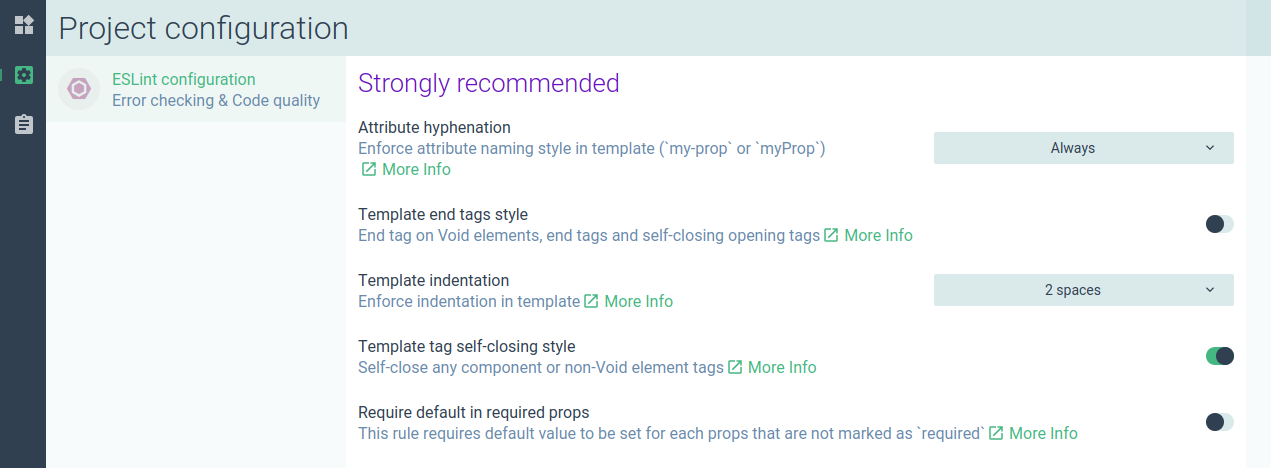 Project configuration
ESLint configuration
Error checking & Code quality
Strongly recommended
Attribute hyphenation
Enforce attribute naming style in template (`my-prop` or `myProp`)
More Info
Always
Template end tags style
End tag on Void elements, end tags and self-closing opening tags More Info
Template indentation
Enforce indentation in template More Info
2 spaces
Template tag self-closing style
Self-close any component or non-Void element tags More Info
Require default in required props
This rule requires default value to be set for each props that are not marked as `required` More Info